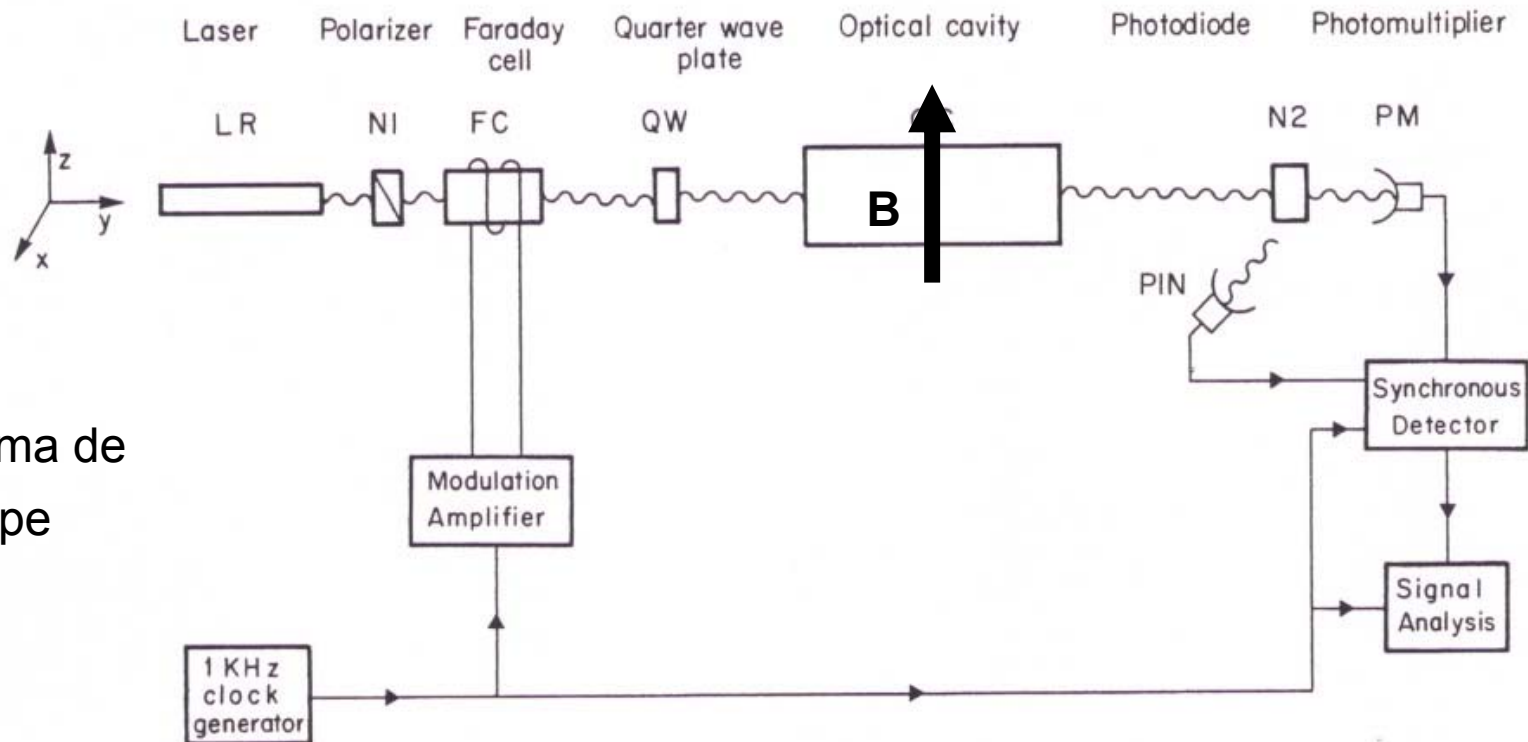 Laser Polarizer Faraday cell Quarter wave plate Optical cavity Photodiode Photomultiplier
LR N1 FC QW N2 PM
z
y
x
B
PIN
Synchronous
Detector
ma de
pe
Modulation
Amplifier
Signal
Analysis
1 KHz
clock
generator